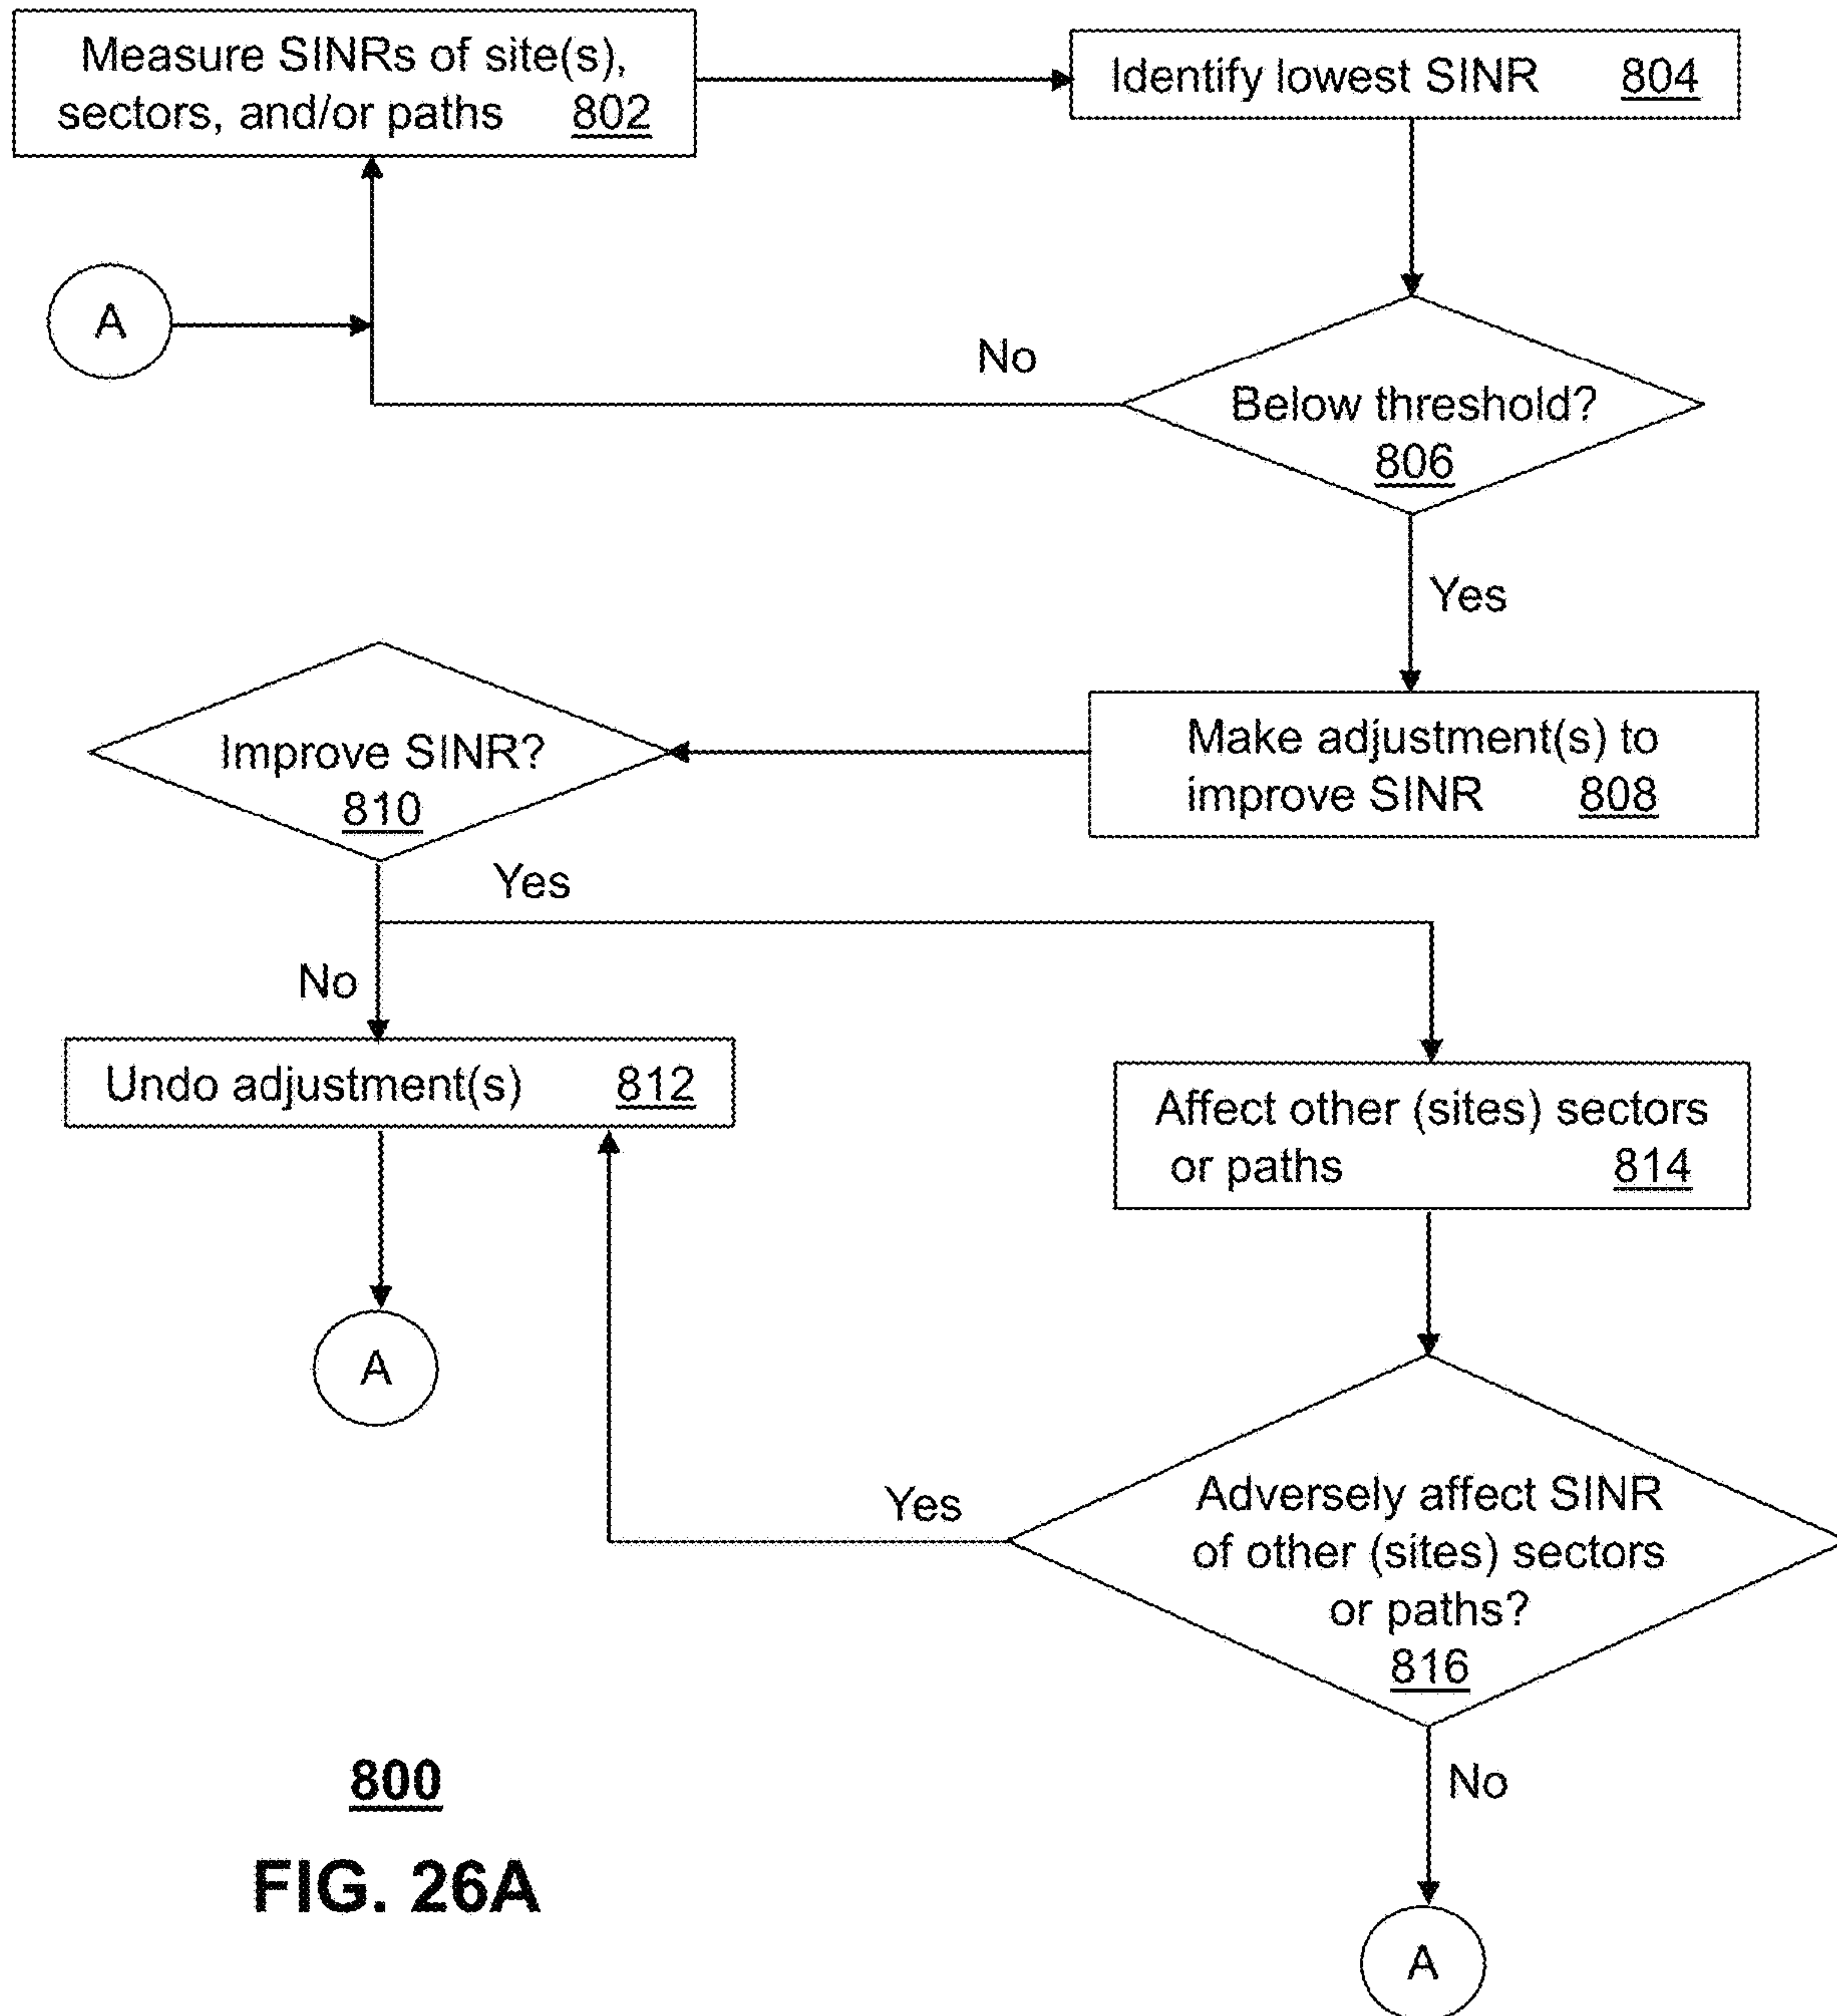 Measure SINRs of site(s),
sectors, and/or paths 802
Identify lowest SINR 804
A
No
Below threshold?
806
Yes
Improve SINR?
810
Make adjustment(s) to
improve SINR 808
Yes
No
Undo adjustment(s) 812
Affect other (sites) sectors
or paths 814
A
Yes
Adversely affect SINR
of other (sites) sectors
or paths?
816
No
800
FIG. 26A
A